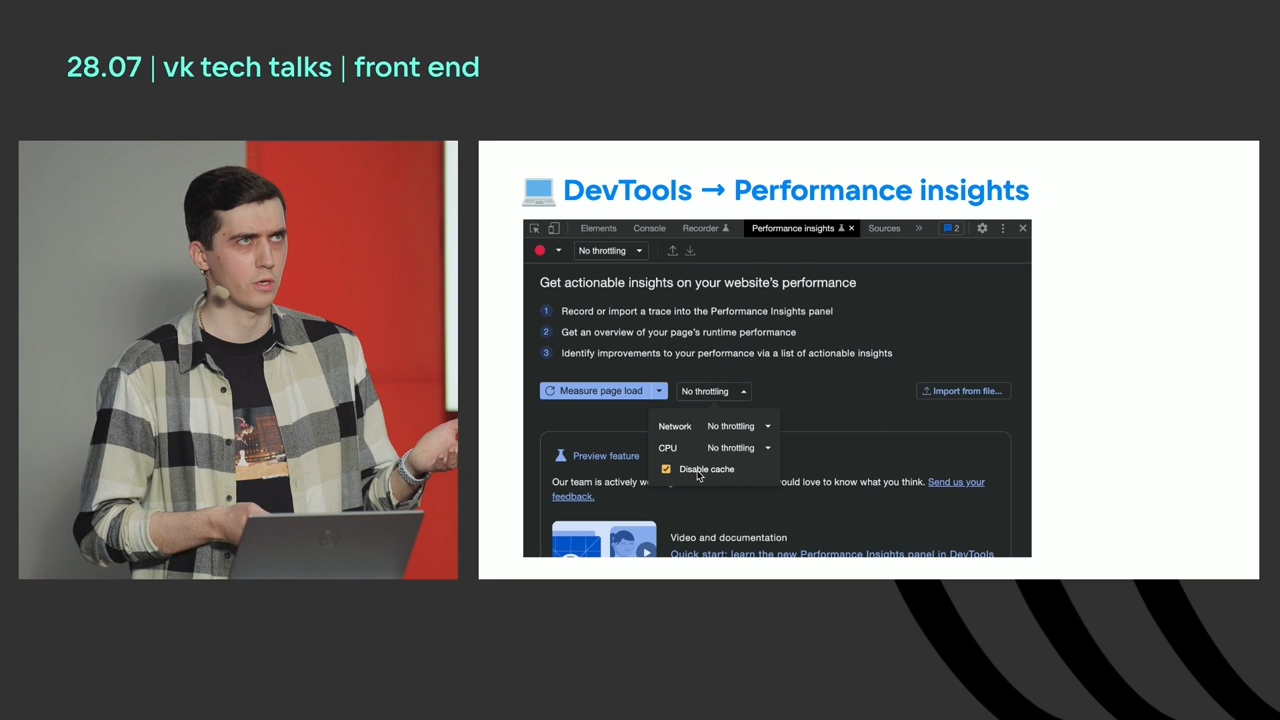 28.07 | vk tech talks | front end
💻 DevTools → Performance insights
Elements Console Recorder Performance insights × Sources » 2
No throttling
Get actionable insights on your website's performance
1 Record or import a trace into the Performance Insights panel
2 Get an overview of your page's runtime performance
3 Identify improvements to your performance via a list of actionable insights
Measure page load No throttling Import from file...
Network No throttling
CPU No throttling
Disable cache
Preview feature
Our team is actively would love to know what you think. Send us your
feedback.
Video and documentation
Quick start: learn the new Performance Insights panel in DevTools